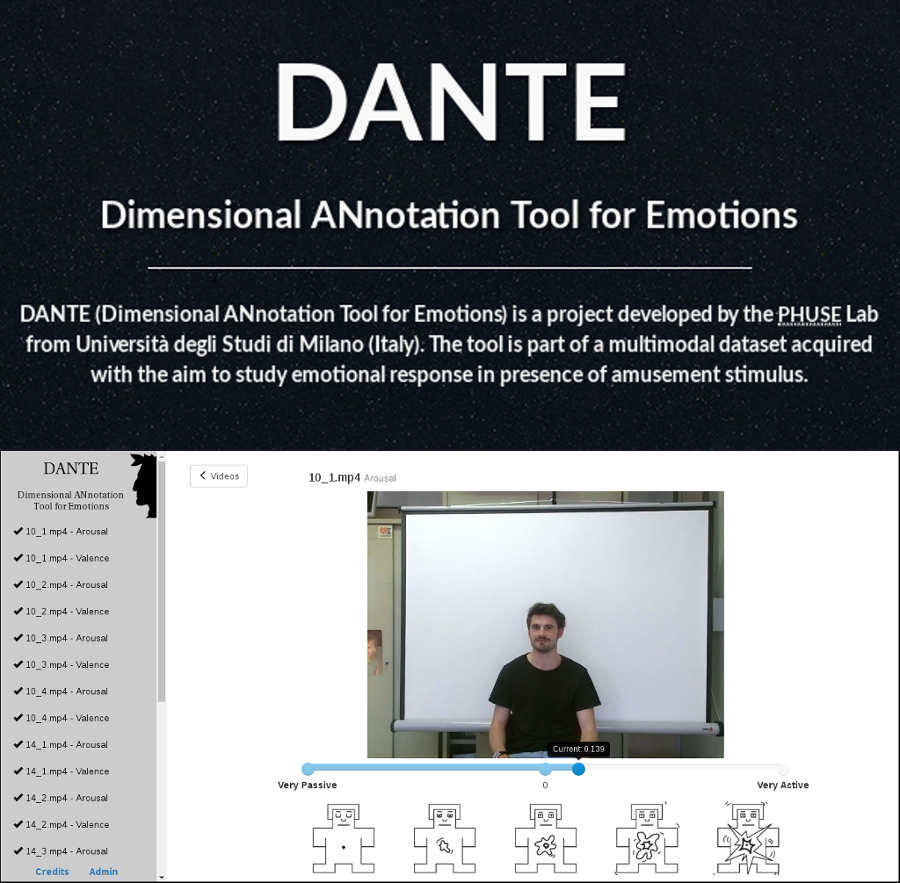 DANTE
Dimensional ANnotation Tool for Emotions
DANTE (Dimensional ANnotation Tool for Emotions) is a project developed by the PHUSE Lab
from Università degli Studi di Milano (Italy). The tool is part of a multimodal dataset acquired
with the aim to study emotional response in presence of amusement stimulus.
DANTE
Dimensional ANnotation
Tool for Emotions
10_1.mp4 - Arousal
10_1.mp4 - Valence
10_2.mp4 - Arousal
10_2.mp4 - Valence
10_3.mp4 - Arousal
10_3.mp4 - Valence
10_4.mp4 - Arousal
10_4.mp4 - Valence
14_1.mp4 - Arousal
14_1.mp4 - Valence
14_2.mp4 - Arousal
14_2.mp4 - Valence
14_3.mp4 - Arousal
Credits Admin
Videos
10_1.mp4 Arousal
Current: 0.139
Very Passive 0 Very Active